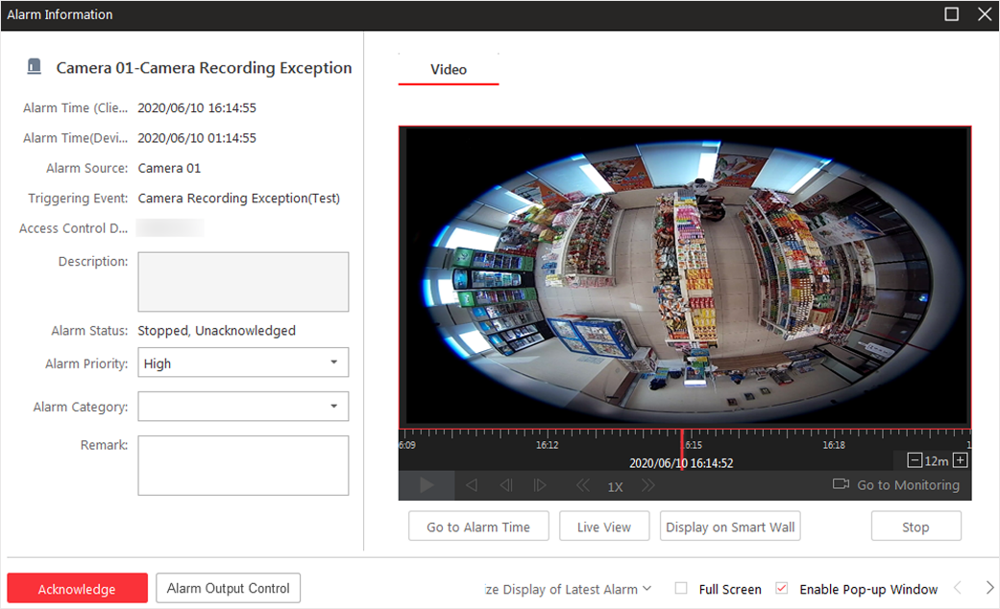 Alarm Information
Camera 01-Camera Recording Exception
Alarm Time (Clie... 2020/06/10 16:14:55
Alarm Time(Devi... 2020/06/10 01:14:55
Alarm Source: Camera 01
Triggering Event: Camera Recording Exception(Test)
Access Control D...
Description:
Alarm Status: Stopped, Unacknowledged
Alarm Priority: High
Alarm Category:
Remark:
Video
6:09 16:12 16:15 16:18 1
2020/06/10 16:14:52
12m
1X
Go to Monitoring
Go to Alarm Time Live View Display on Smart Wall Stop
Acknowledge Alarm Output Control ze Display of Latest Alarm Full Screen Enable Pop-up Window